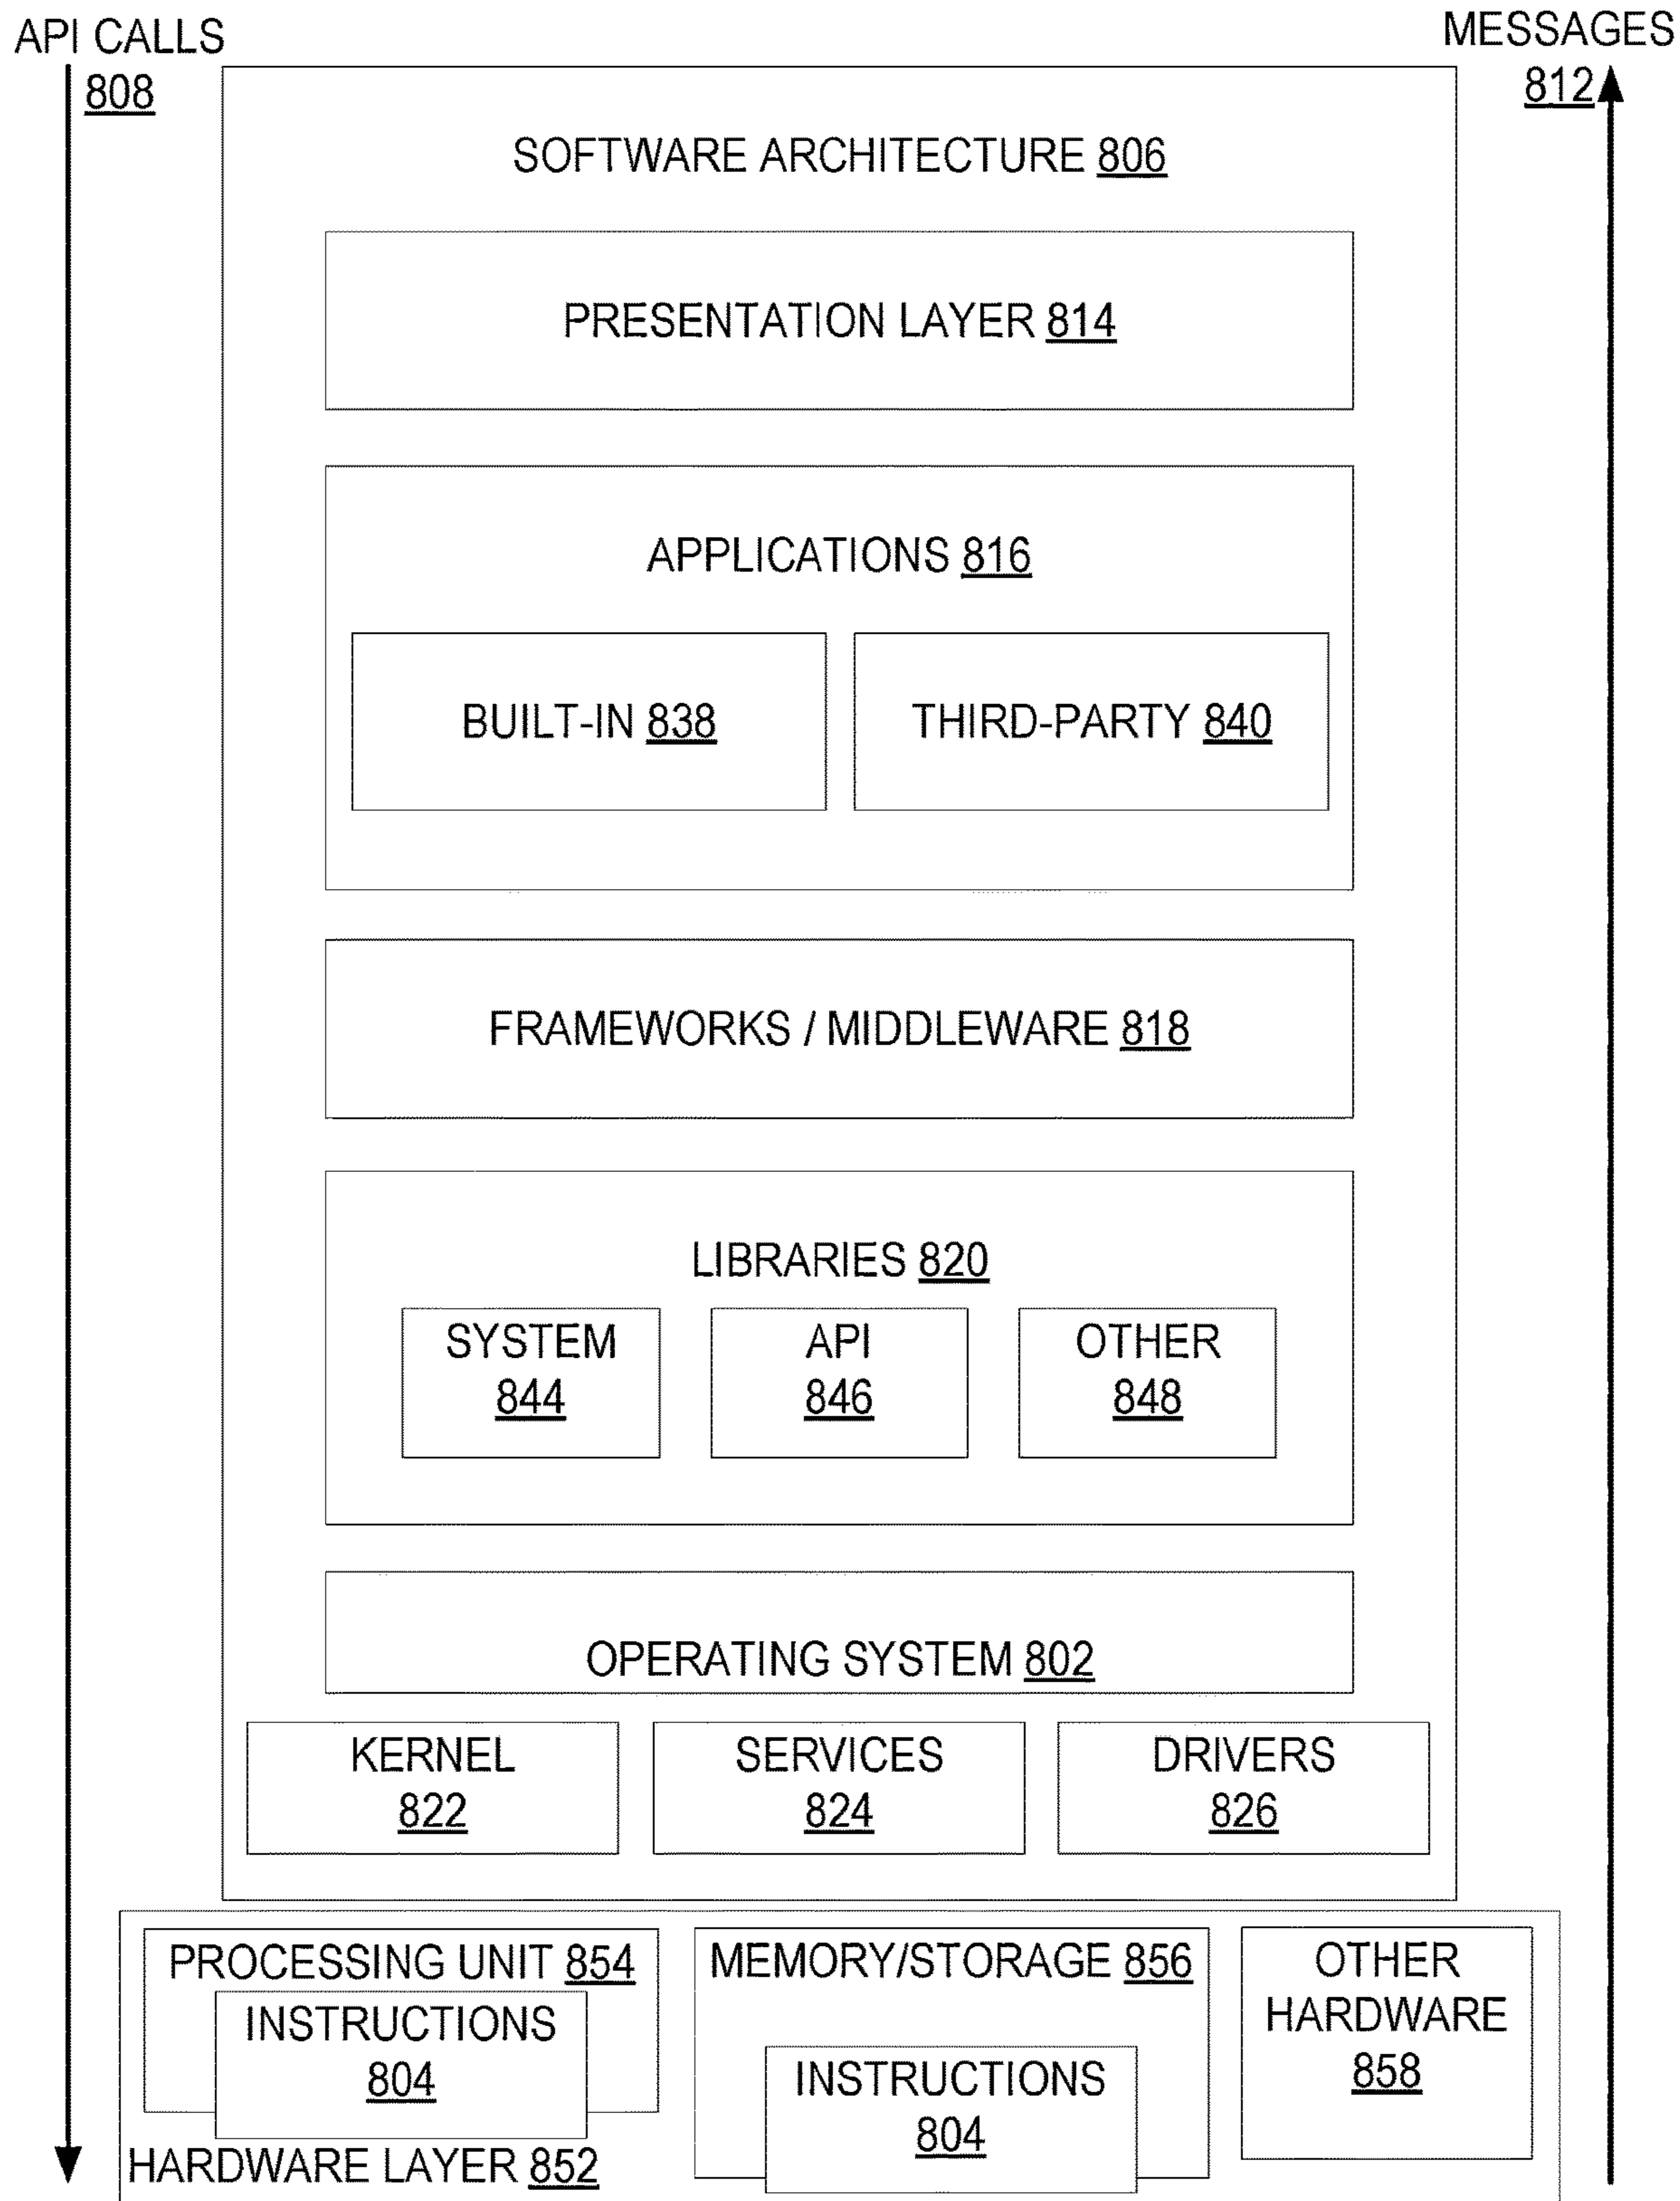 API CALLS
808
MESSAGES
812
SOFTWARE ARCHITECTURE 806
PRESENTATION LAYER 814
APPLICATIONS 816
BUILT-IN 838
THIRD-PARTY 840
FRAMEWORKS / MIDDLEWARE 818
LIBRARIES 820
SYSTEM
844
API
846
OTHER
848
OPERATING SYSTEM 802
KERNEL
822
SERVICES
824
DRIVERS
826
PROCESSING UNIT 854
INSTRUCTIONS
804
MEMORY/STORAGE 856
INSTRUCTIONS
804
OTHER
HARDWARE
858
HARDWARE LAYER 852